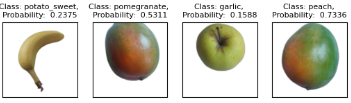 Class: potato_sweet,
Probability:  0.2375
Class: pomegranate,
Probability:  0.5311
Class: garlic,
Probability:  0.1588
Class: peach,
Probability:  0.7336